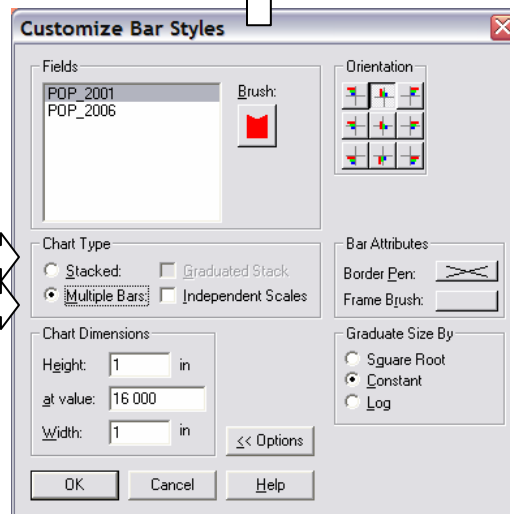 Customize Bar Styles
Fields
POP_2001
POP_2006
Brush:
Orientation
Chart Type
Stacked:
Graduated Stack
Multiple Bars:
Independent Scales
Bar Attributes
Border Pen:
Frame Brush:
Chart Dimensions
Height: 1 in
at value: 16 000
Width: 1 in
<< Options
Graduate Size By
Square Root
Constant
Log
OK
Cancel
Help